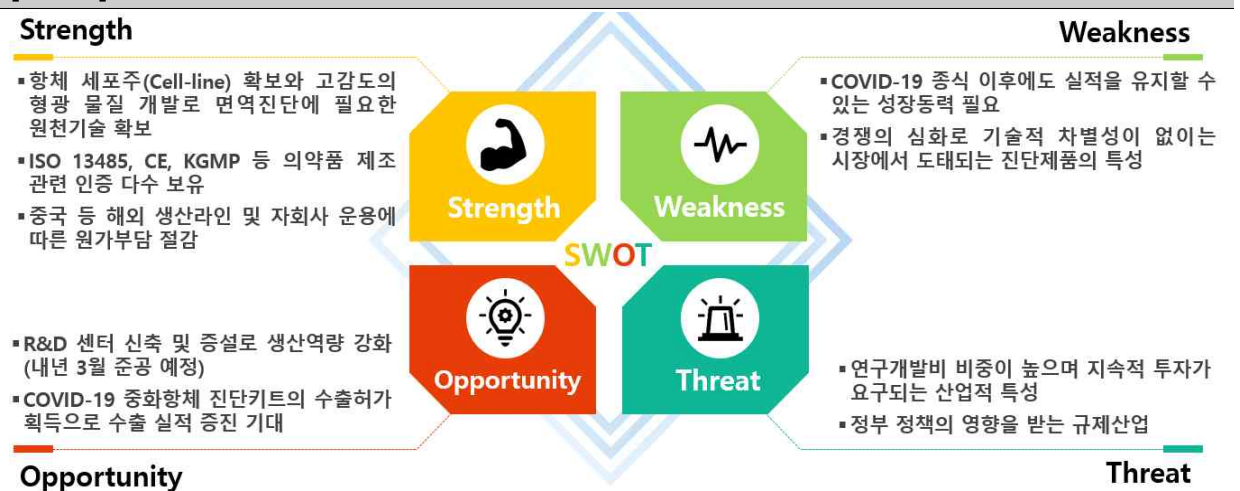 Strength
▪항체 세포주(Cell-line) 확보와 고감도의
형광 물질 개발로 면역진단에 필요한
원천기술 확보
▪ISO 13485, CE, KGMP 등 의약품 제조
관련 인증 다수 보유
▪중국 등 해외 생산라인 및 자회사 운용에
따른 원가부담 절감
Weakness
▪COVID-19 종식 이후에도 실적을 유지할 수
있는 성장동력 필요
▪경쟁의 심화로 기술적 차별성이 없이는
시장에서 도태되는 진단제품의 특성
Strength
Weakness
SWOT
Opportunity
Threat
▪R&D 센터 신축 및 증설로 생산역량 강화
(내년 3월 준공 예정)
▪COVID-19 중화항체 진단키트의 수출허가
획득으로 수출 실적 증진 기대
Opportunity
▪연구개발비 비중이 높으며 지속적 투자가
요구되는 산업적 특성
▪정부 정책의 영향을 받는 규제산업
Threat